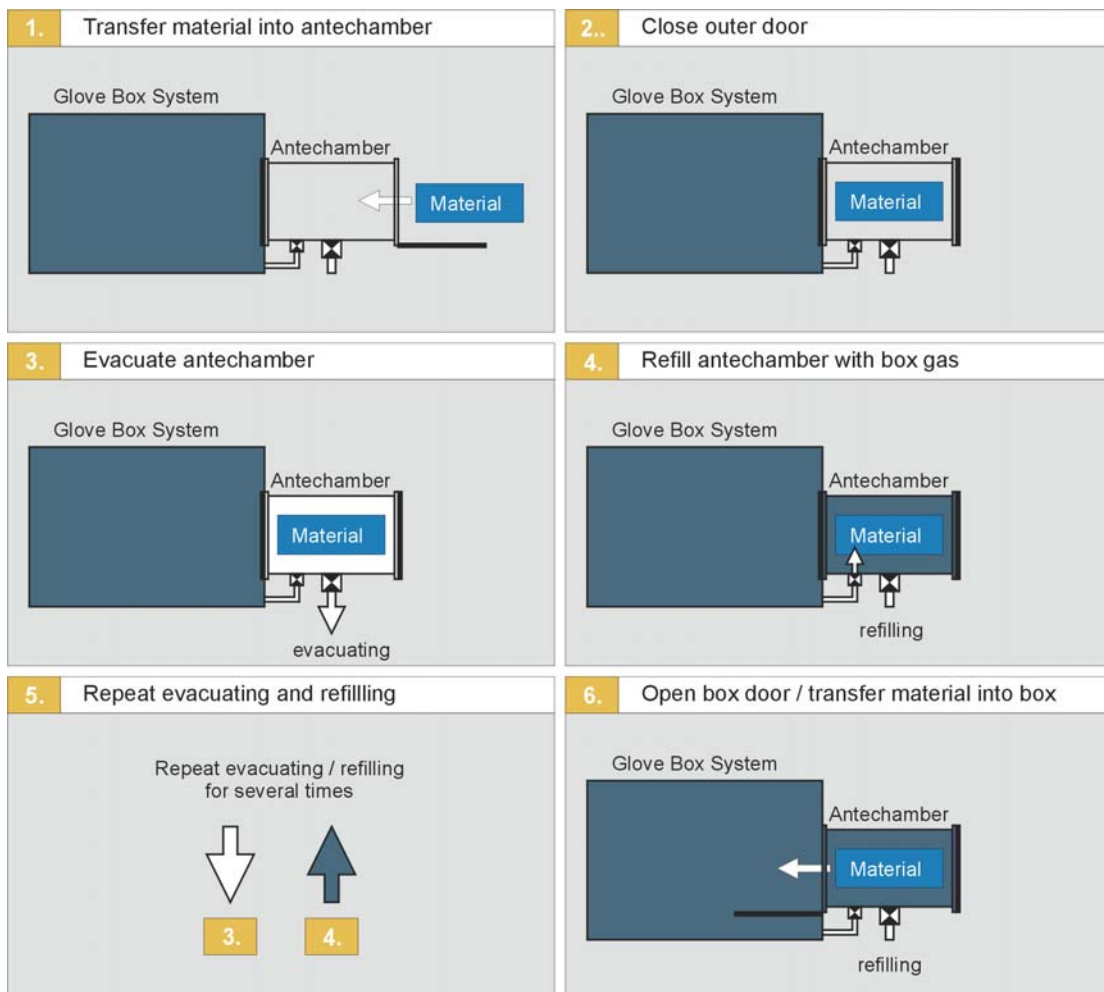 1. Transfer material into antechamber
Glove Box System
Antechamber
Material
2.. Close outer door
Glove Box System
Antechamber
Material
3. Evacuate antechamber
Glove Box System
Antechamber
Material
evacuating
4. Refill antechamber with box gas
Glove Box System
Antechamber
Material
refilling
5. Repeat evacuating and refillling
Repeat evacuating / refilling
for several times
3. 4.
6. Open box door / transfer material into box
Glove Box System
Antechamber
Material
refilling